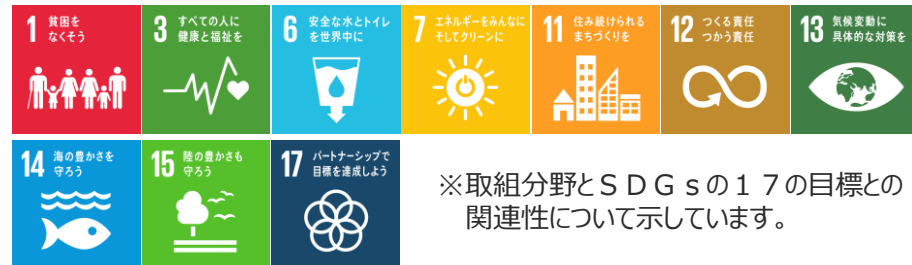 1 貧困を
なくそう
3 すべての人に
健康と福祉を
6 安全な水とトイレ
を世界中に
7 エネルギーをみんなに
そしてクリーンに
11 住み続けられる
まちづくりを
12 つくる責任
つかう責任
13 気候変動に
具体的な対策を
14 海の豊かさを
守ろう
15 陸の豊かさも
守ろう
17 パートナーシップで
目標を達成しよう
※取組分野とSDGsの17の目標との
関連性について示しています。